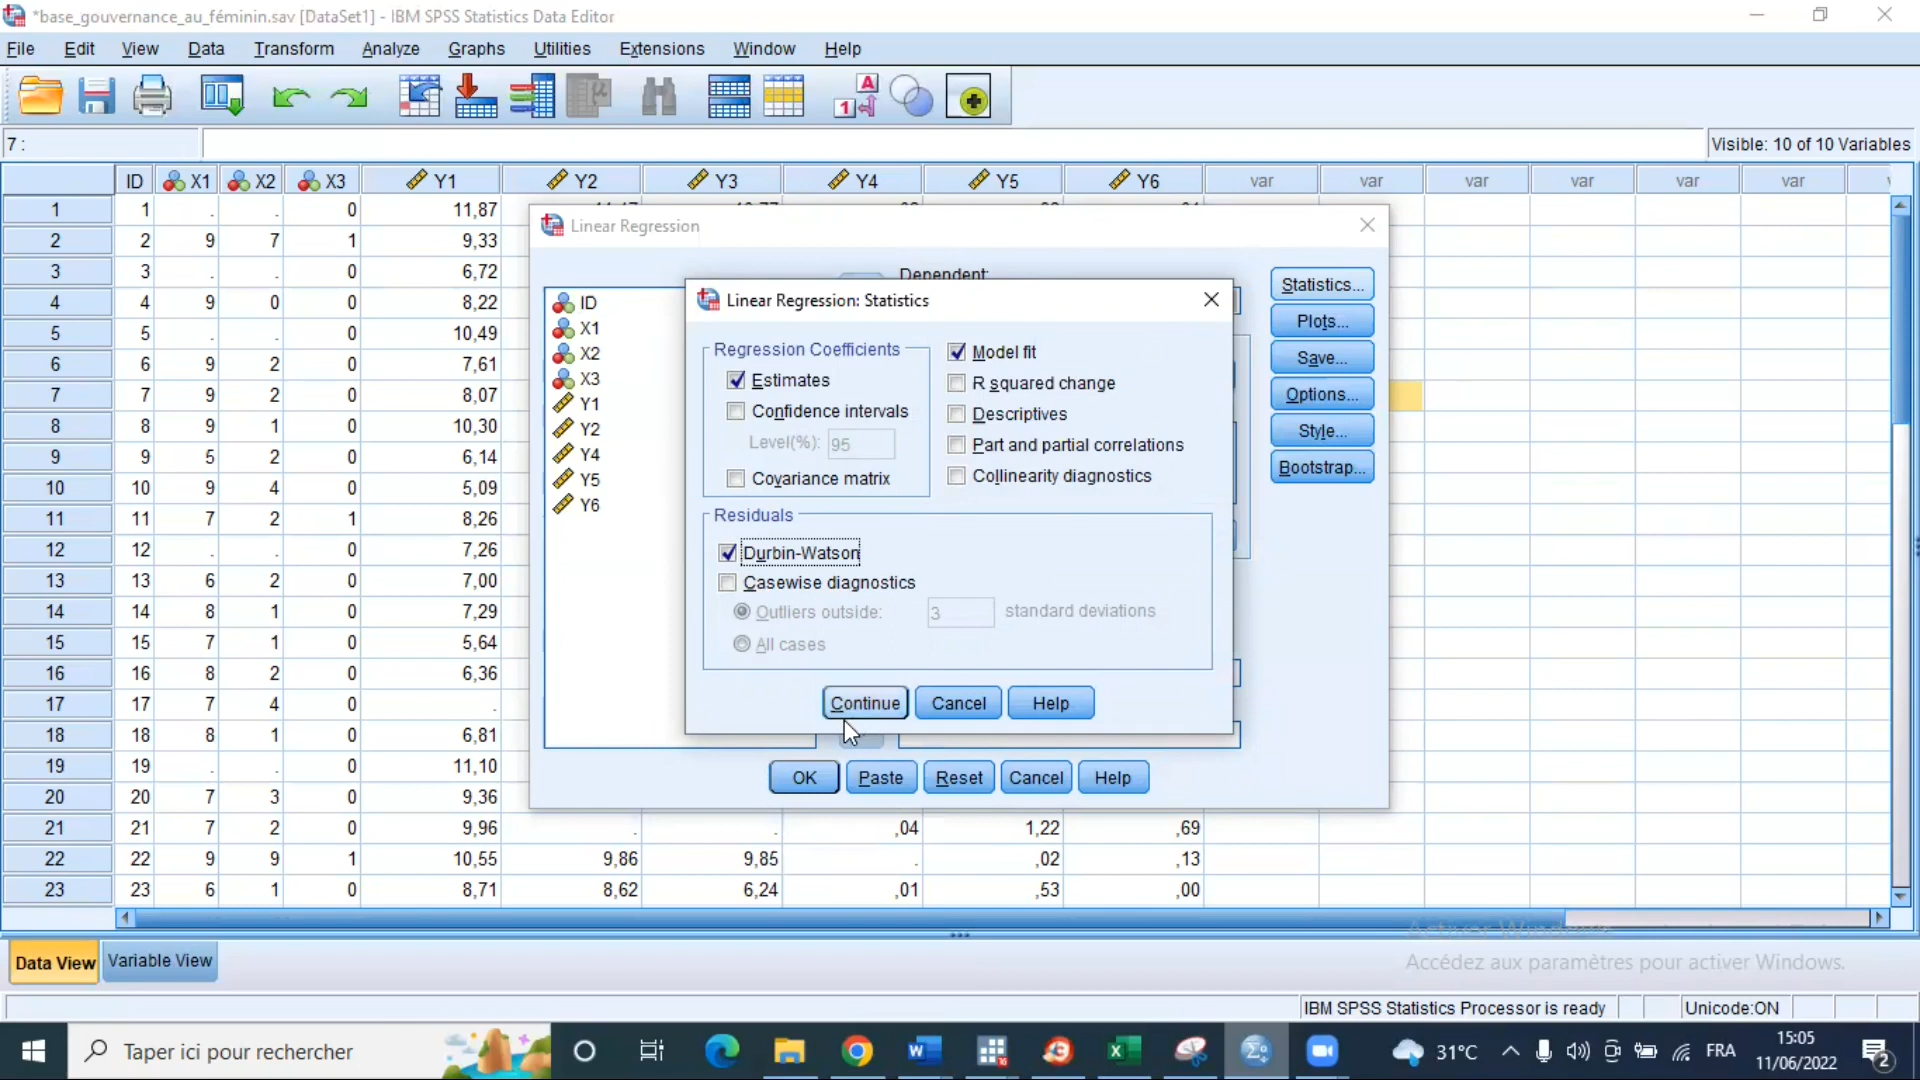 *base_gouvernance_au_féminin.sav [DataSet1] - IBM SPSS Statistics Data Editor
File Edit View Data Transform Analyze Graphs Utilities Extensions Window Help
7 :
Visible: 10 of 10 Variables
ID X1 X2 X3 Y1 Y2 Y3 Y4 Y5 Y6 var var var var var var
1 1 . . 0 11,87
2 2 9 7 1 9,33
3 3 . . 0 6,72
4 4 9 0 0 8,22
5 5 . . 0 10,49
6 6 9 2 0 7,61
7 7 9 2 0 8,07
8 8 9 1 0 10,30
9 9 5 2 0 6,14
10 10 9 4 0 5,09
11 11 7 2 1 8,26
12 12 . . 0 7,26
13 13 6 2 0 7,00
14 14 8 1 0 7,29
15 15 7 1 0 5,64
16 16 8 2 0 6,36
17 17 7 4 0 .
18 18 8 1 0 6,81
19 19 . . 0 11,10
20 20 7 3 0 9,36
21 21 7 2 0 9,96 . . ,04 1,22 ,69
22 22 9 9 1 10,55 9,86 9,85 . ,02 ,13
23 23 6 1 0 8,71 8,62 6,24 ,01 ,53 ,00
Linear Regression
Dependent:
ID
X1
X2
X3
Y1
Y2
Y4
Y5
Y6
Statistics...
Plots...
Save...
Options...
Style...
Bootstrap...
Linear Regression: Statistics
Regression Coefficients
Estimates
Confidence intervals
Level(%): 95
Covariance matrix
Model fit
R squared change
Descriptives
Part and partial correlations
Collinearity diagnostics
Residuals
Durbin-Watson
Casewise diagnostics
Outliers outside: 3 standard deviations
All cases
Continue Cancel Help
OK Paste Reset Cancel Help
Data View Variable View
Activer Windows
Accédez aux paramètres pour activer Windows.
IBM SPSS Statistics Processor is ready Unicode:ON
Taper ici pour rechercher
31°C FRA
15:05
11/06/2022
2